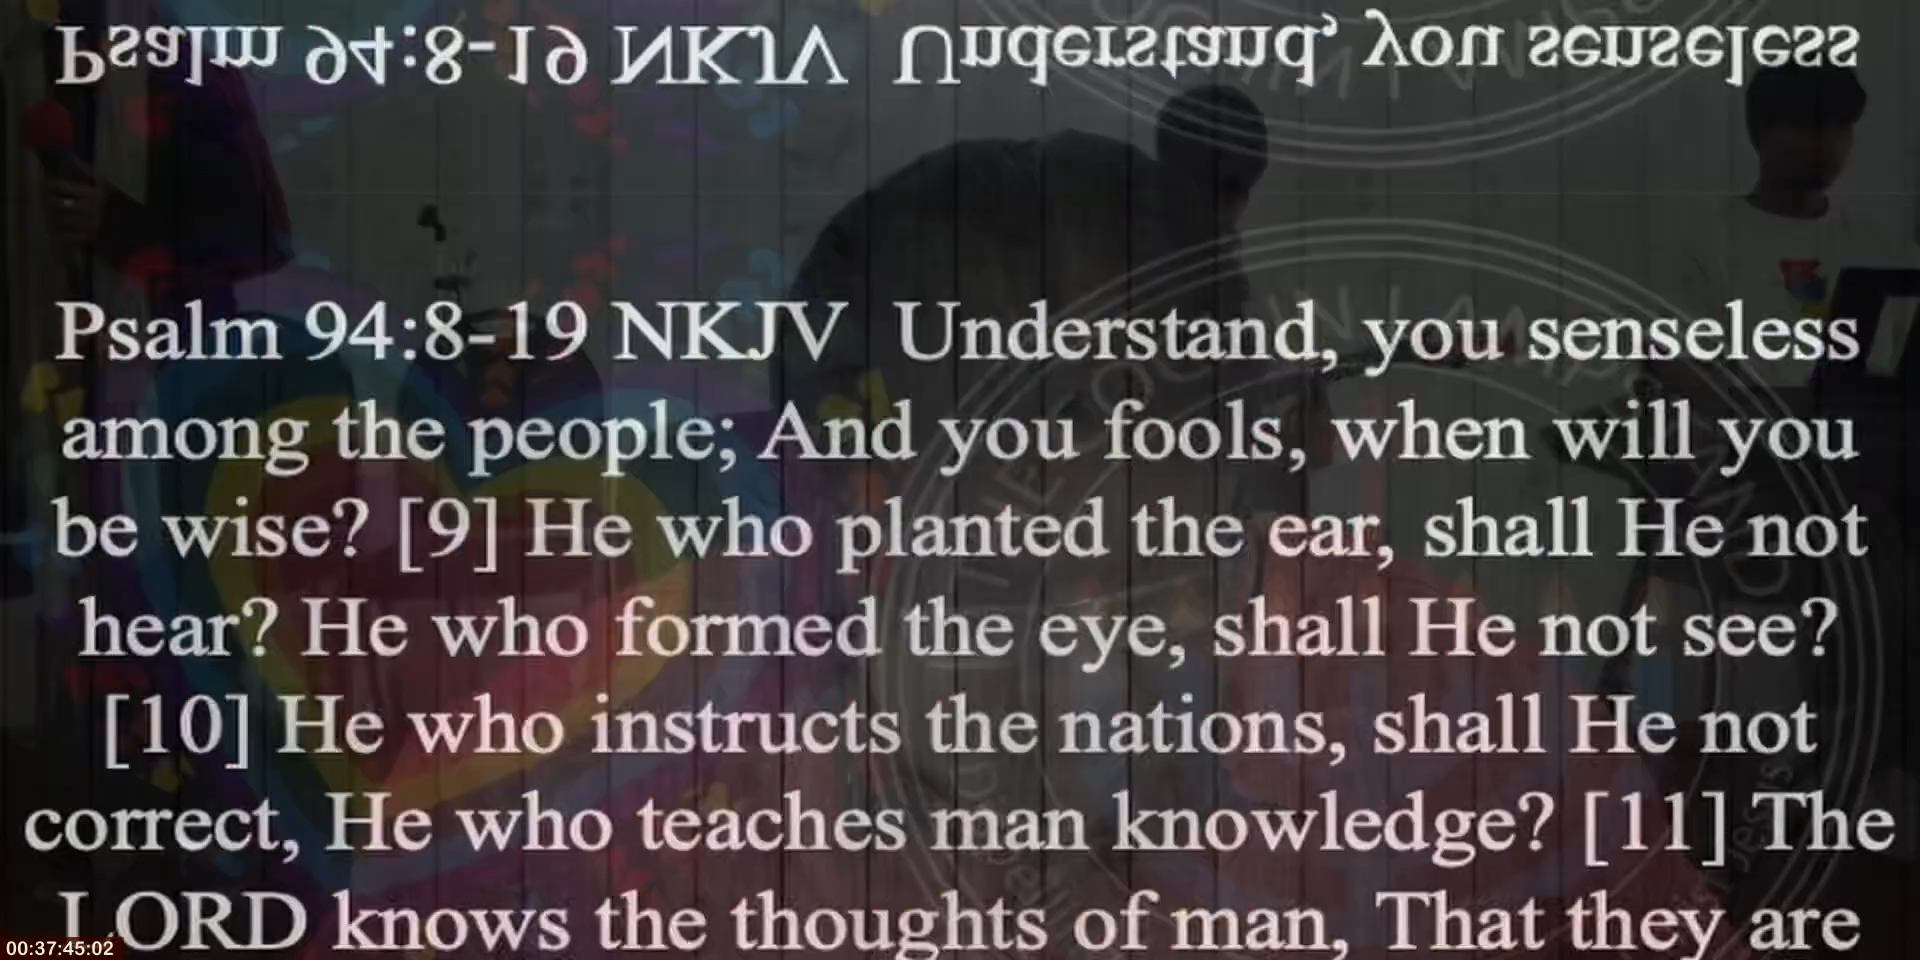 Psalm 94:8-19 NKJV Understand, you senseless
Psalm 94:8-19 NKJV Understand, you senseless
among the people; And you fools, when will you
be wise? [9] He who planted the ear, shall He not
hear? He who formed the eye, shall He not see?
[10] He who instructs the nations, shall He not
correct, He who teaches man knowledge? [11] The
LORD knows the thoughts of man, That they are
00:37:45:02